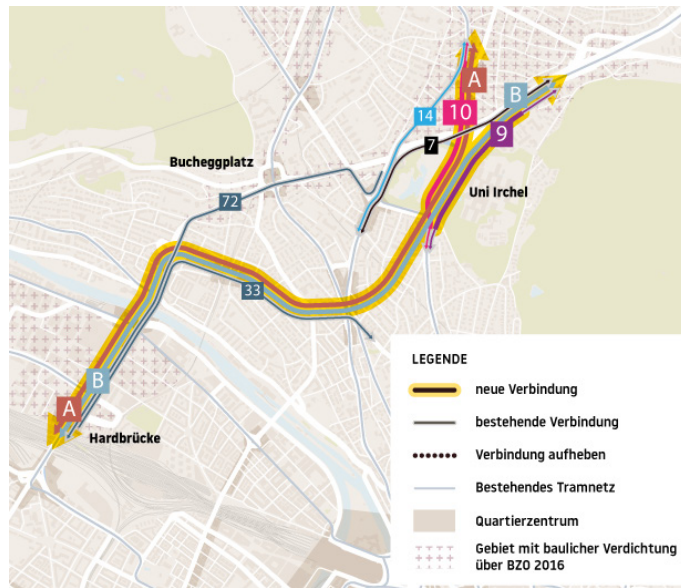 A
B
14
10
9
7
Bucheggplatz
Uni Irchel
72
33
B
A
Hardbrücke
LEGENDE
neue Verbindung
bestehende Verbindung
Verbindung aufheben
Bestehendes Tramnetz
Quartierzentrum
Gebiet mit baulicher Verdichtung
über BZO 2016